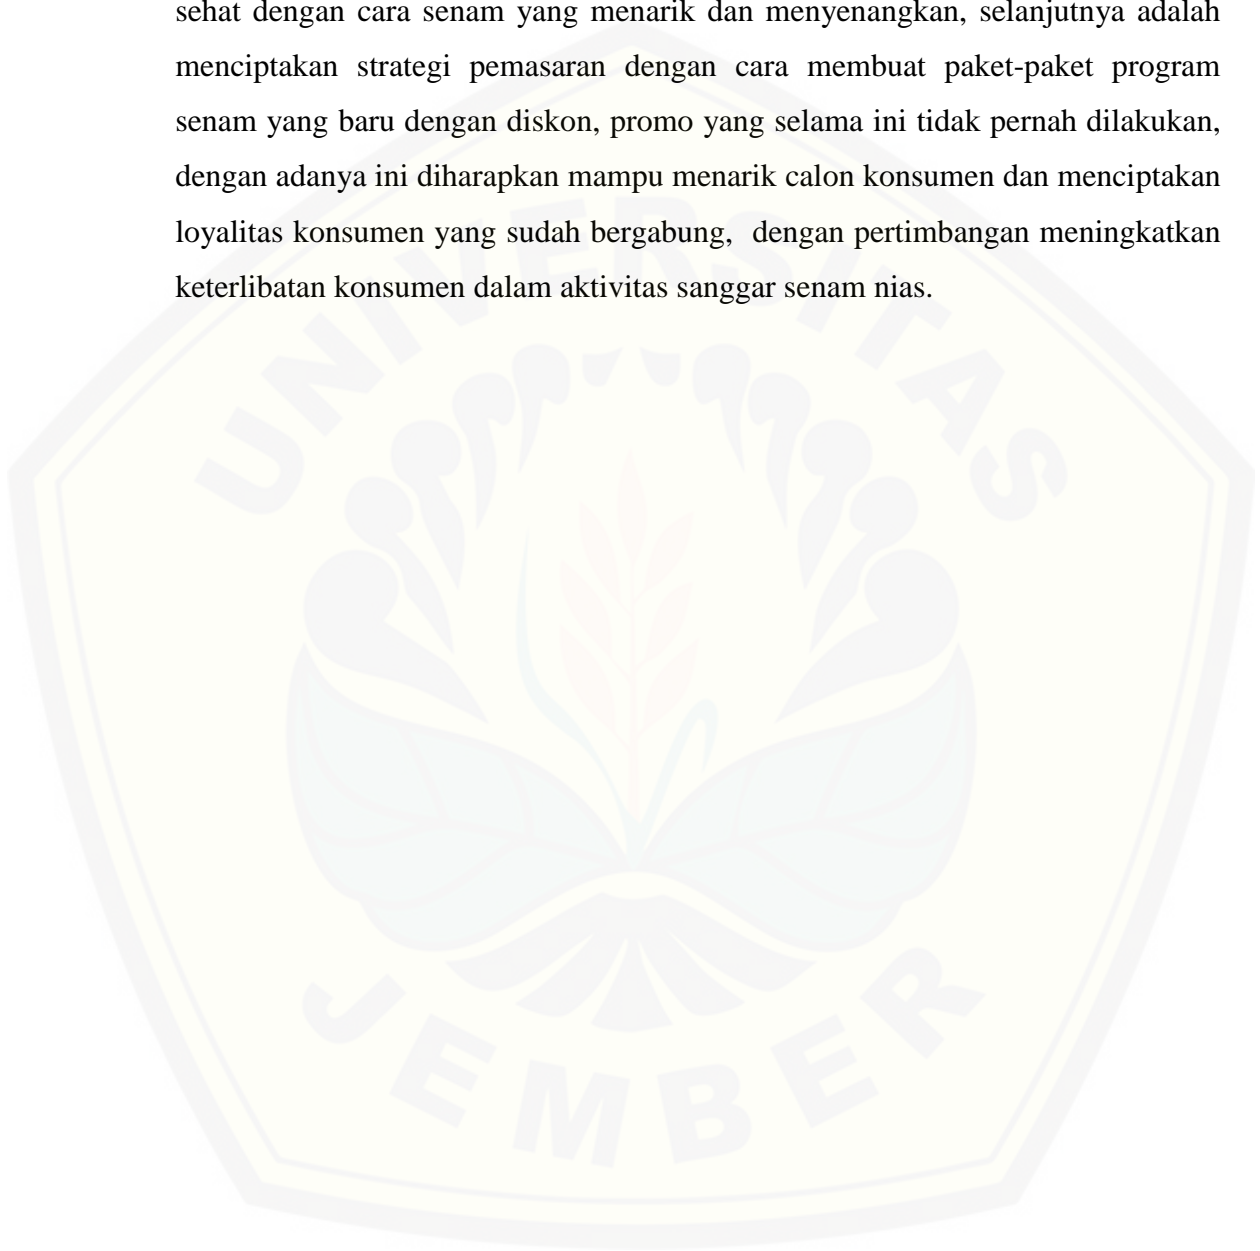 sehat dengan cara senam yang menarik dan menyenangkan, selanjutnya adalah
menciptakan strategi pemasaran dengan cara membuat paket-paket program
senam yang baru dengan diskon, promo yang selama ini tidak pernah dilakukan,
dengan adanya ini diharapkan mampu menarik calon konsumen dan menciptakan
loyalitas konsumen yang sudah bergabung,  dengan pertimbangan meningkatkan
keterlibatan konsumen dalam aktivitas sanggar senam nias.
UNIVERSITAS
JEMBER